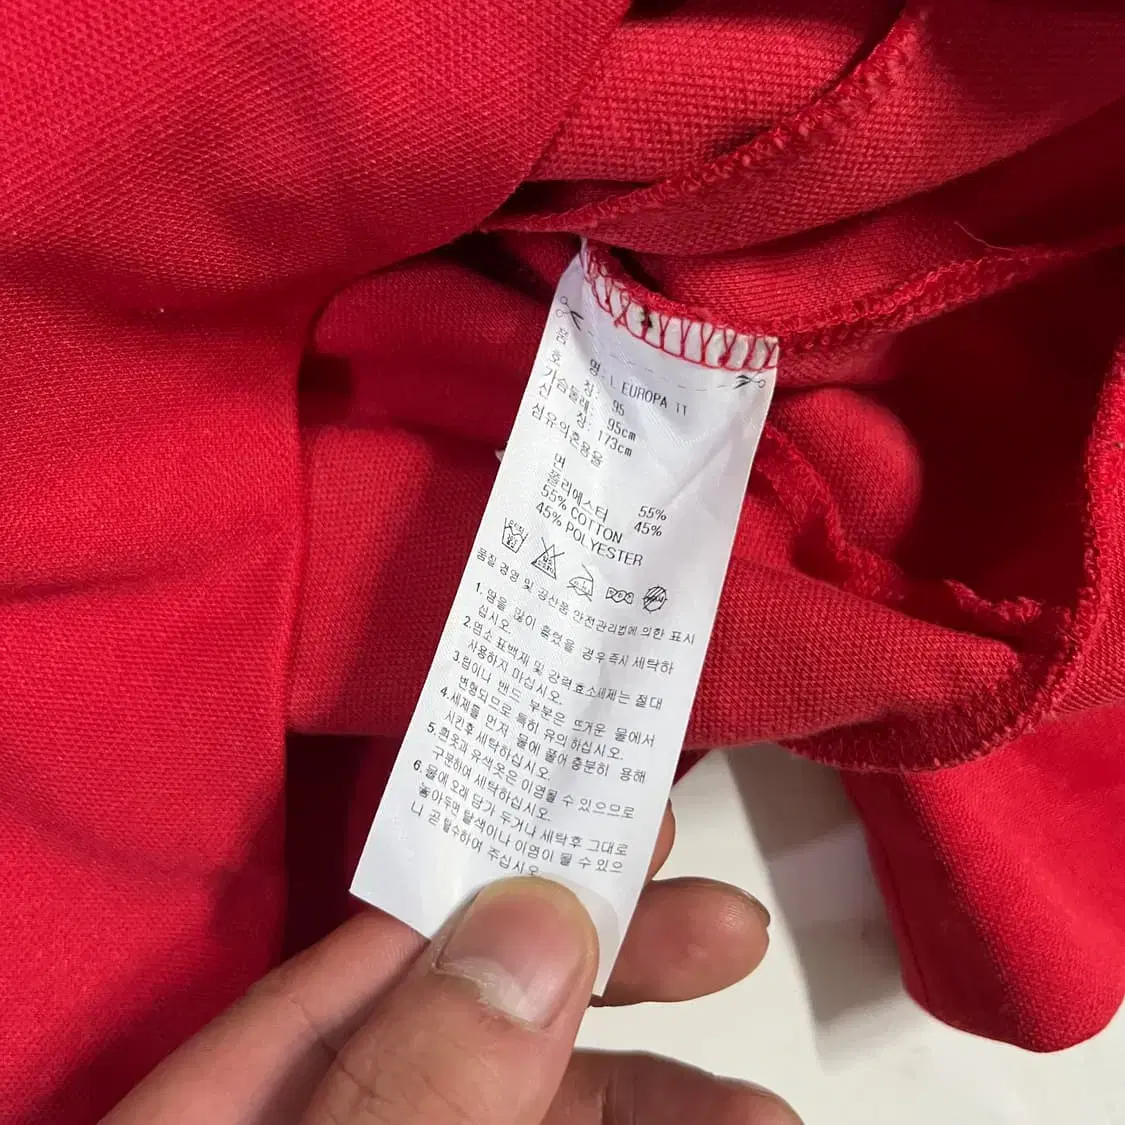 품 명: L EUROPA TT
호 칭: 95
가슴둘레: 95cm
신 장: 173cm
섬유의혼용율
면 55%
폴리에스터 45%
55% COTTON
45% POLYESTER
품질 경영 및 공산품 안전관리법에 의한 표시
1.땀을 많이 흘렸을 경우즉시 세탁하
십시오.
2.염소 표백제 및 강력효소세제는 절대
사용하지 마십시오.
3.립이나 밴드 부분은 뜨거운 물에서
변형되므로 특히 유의하십시오.
4.세제를 먼저 물에 풀어 충분히 용해
시킨후 세탁하십시오.
5.흰옷과 유색옷은 이염될 수 있으므로
구분하여 세탁하십시오.
6.물에 오래 담가 두거나 세탁후 그대로
놓아두면 탈색이나 이염이 될 수 있으
니 곧 탈수하여 주십시오